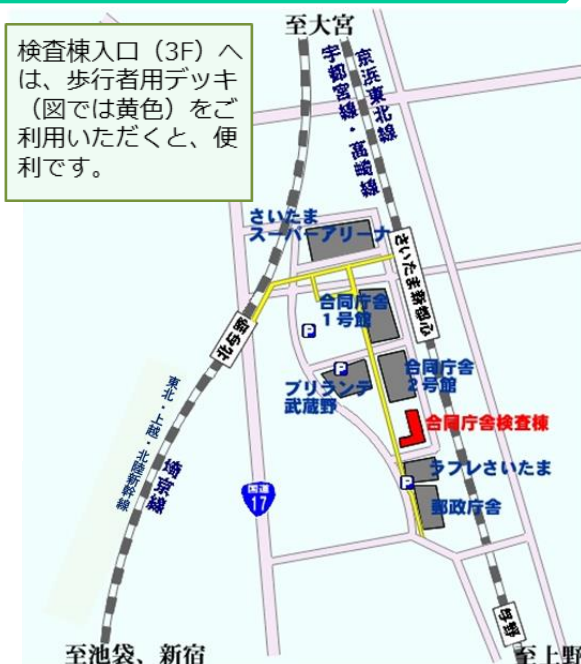 至大宮
検査棟入口（3F）へ
は、歩行者用デッキ
（図では黄色）をご
利用いただくと、便
利です。
京浜東北線
宇都宮線・高崎線
さいたま
スーパーアリーナ
さいたま新都心
合同庁舎
1号館
北与野
P
P
合同庁舎
2号館
ブリランテ
武蔵野
合同庁舎検査棟
東北・上越・北陸新幹線
埼京線
ラフレさいたま
国道
17
P
郵政庁舎
与野
至池袋、新宿
至上野